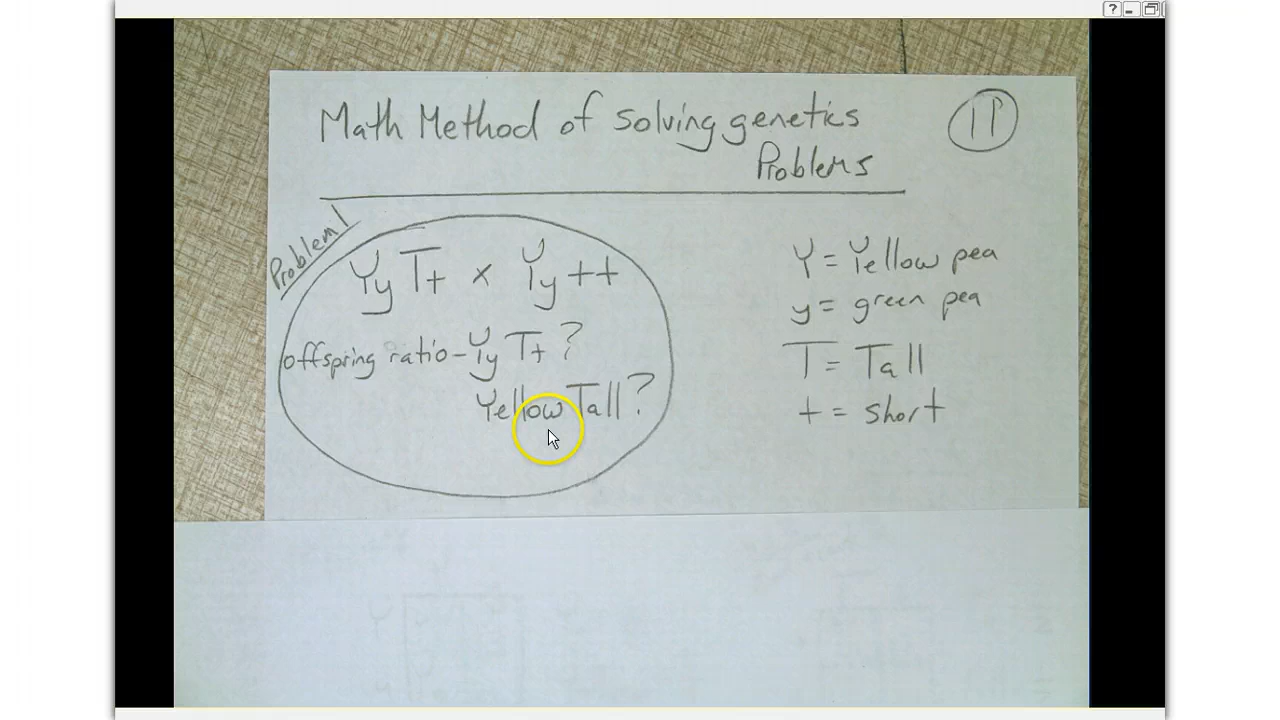 Math Method of solving genetics
Problems
11
Problem 1
Yy Tt x Yy tt
offspring ratio - Yy Tt?
Yellow Tall?
Y = Yellow pea
y = green pea
T = Tall
t = short